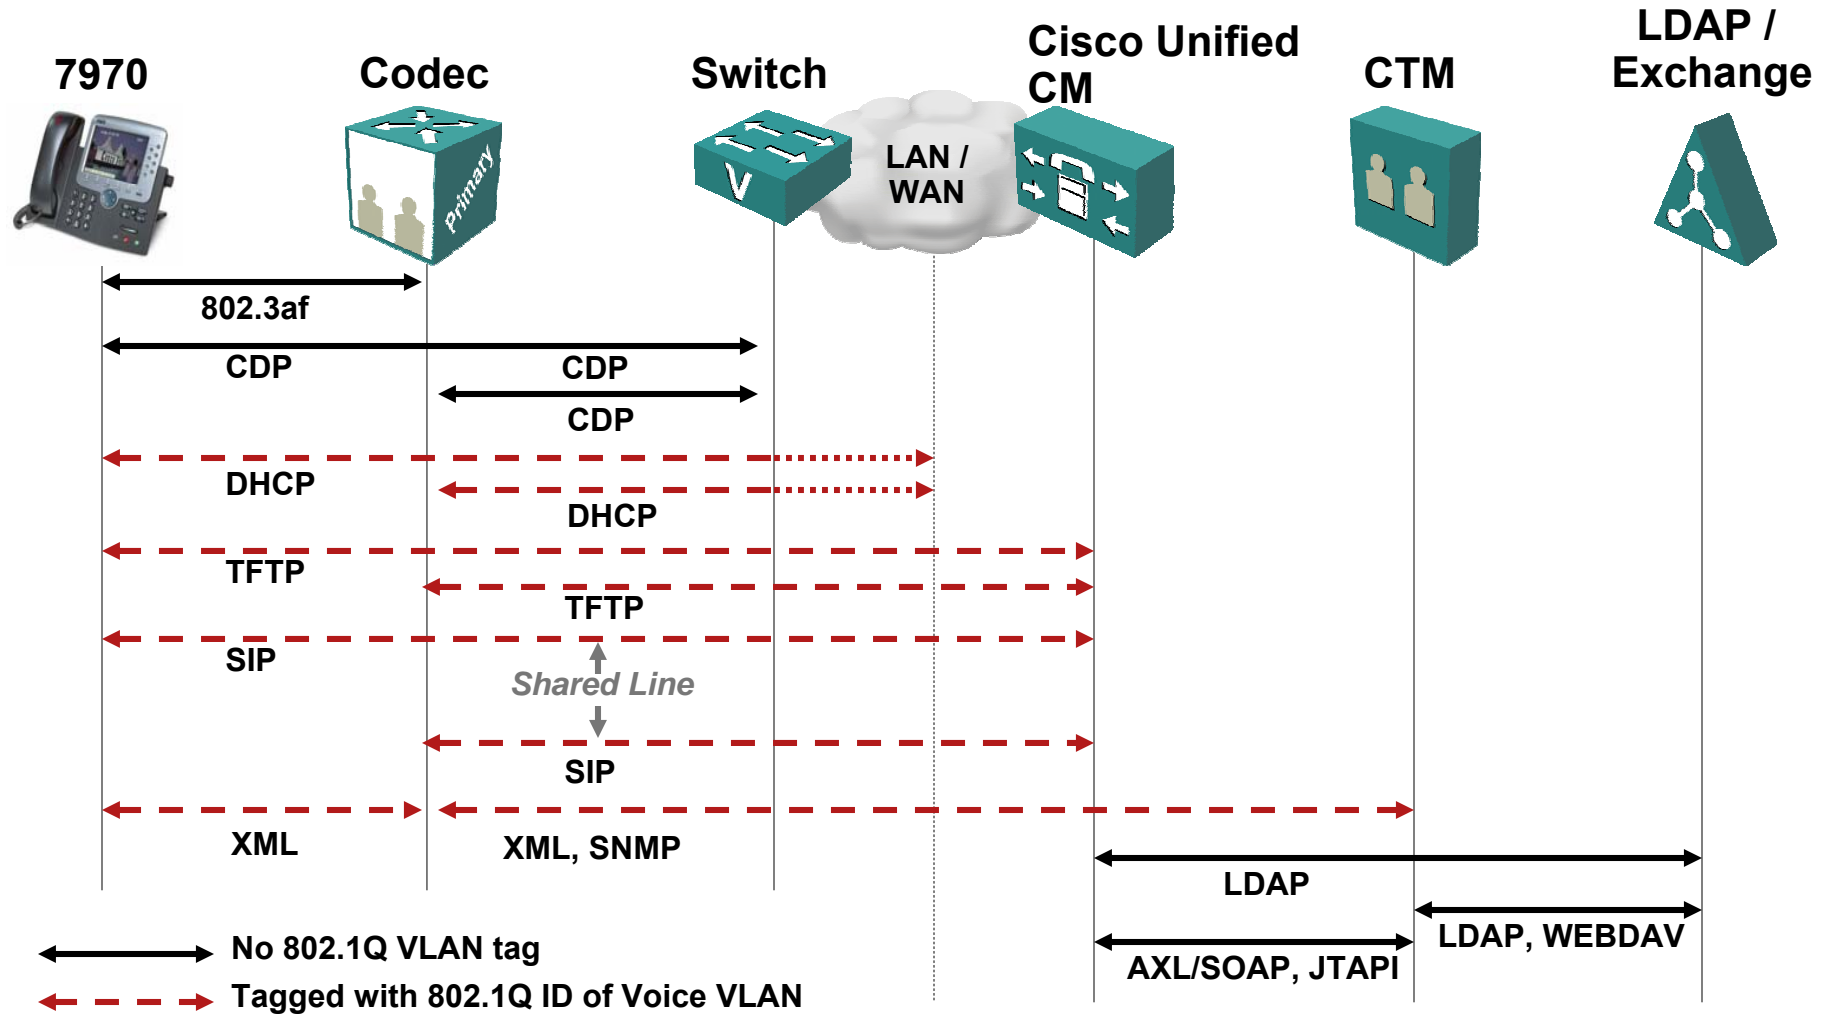 7970
Codec
Switch
Cisco Unified
CM
CTM
LDAP /
Exchange
Primary
V
LAN /
WAN
802.3af
CDP
CDP
CDP
DHCP
DHCP
TFTP
TFTP
SIP
Shared Line
SIP
XML
XML, SNMP
LDAP
LDAP, WEBDAV
AXL/SOAP, JTAPI
No 802.1Q VLAN tag
Tagged with 802.1Q ID of Voice VLAN